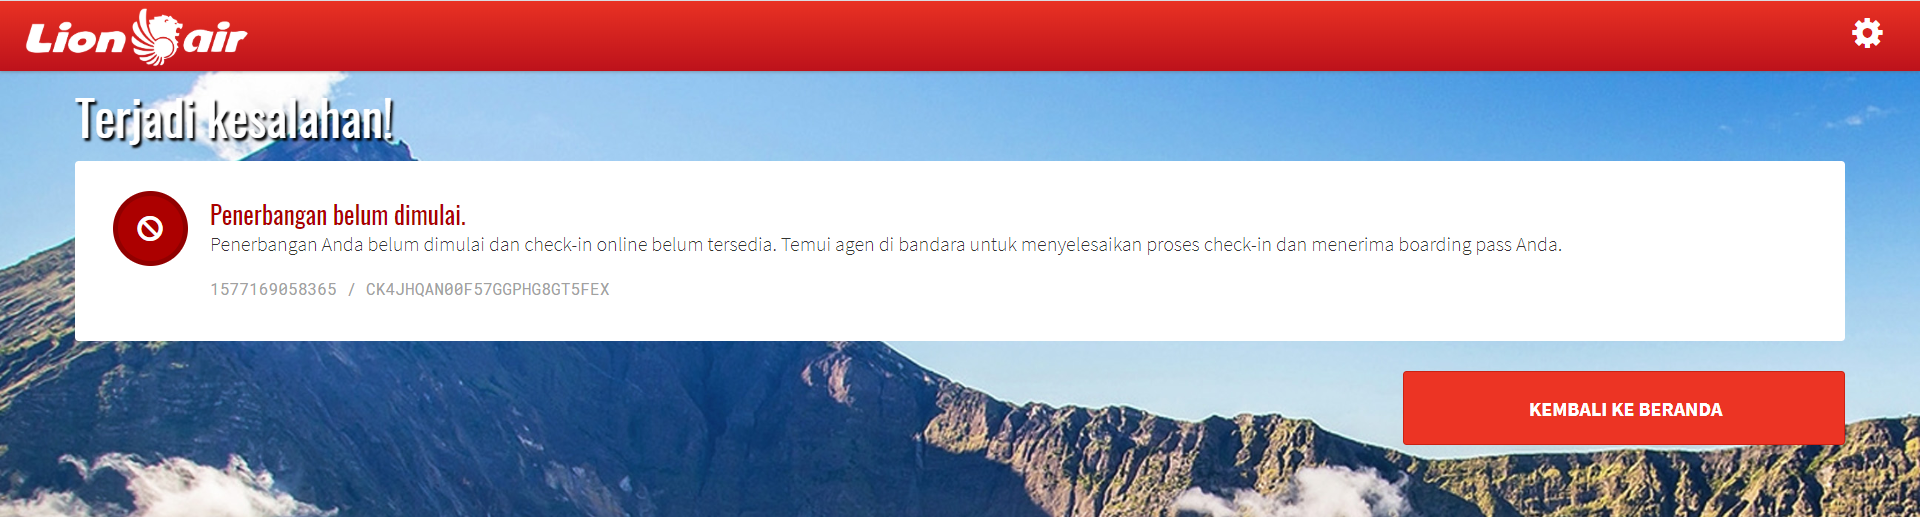 Lion air
Terjadi kesalahan!
Penerbangan belum dimulai.
Penerbangan Anda belum dimulai dan check-in online belum tersedia. Temui agen di bandara untuk menyelesaikan proses check-in dan menerima boarding pass Anda.
1577169058365 / CK4JHQAN00F57GGPHG8GT5FEX
KEMBALI KE BERANDA